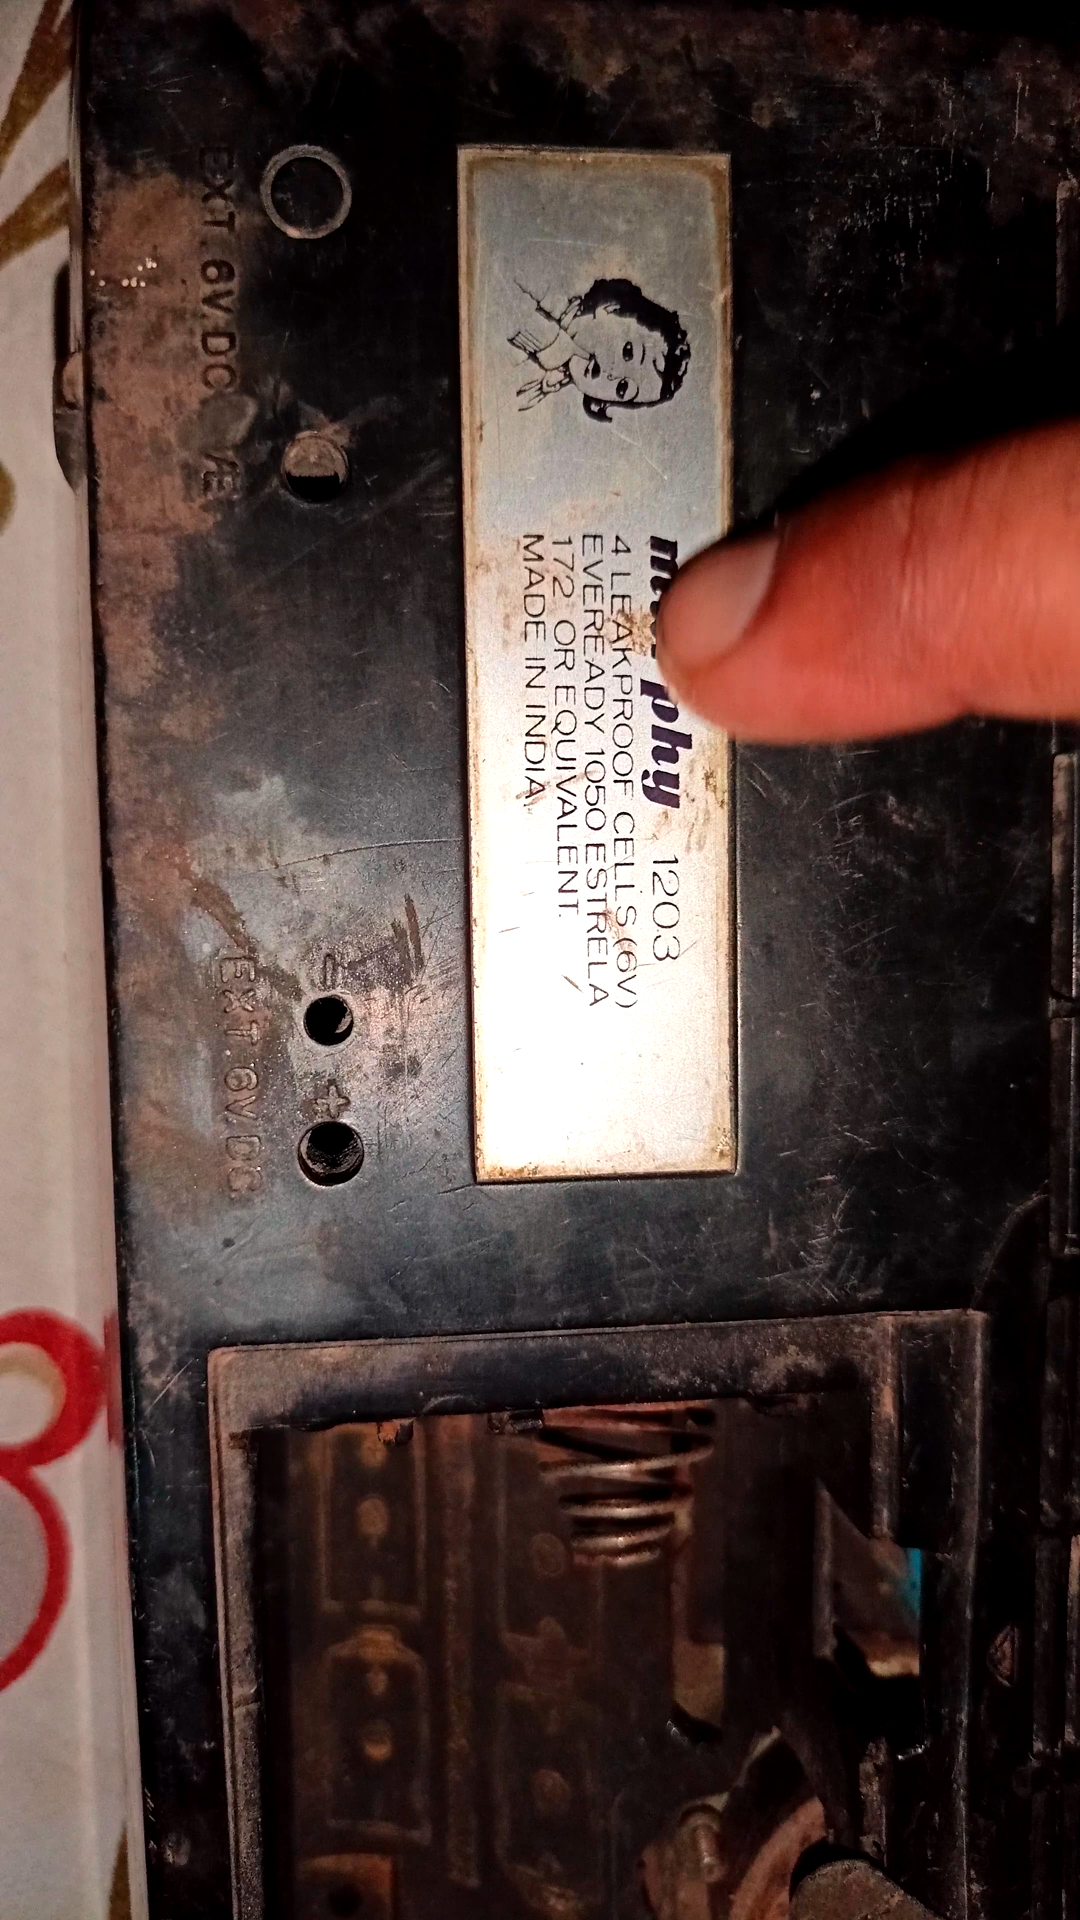 murphy 1203
4 LEAKPROOF CELLS (6V)
EVEREADY 1050 ESTRELA
172 OR EQUIVALENT.
MADE IN INDIA.
EXT. 6V DC Æ
- +
EXT. 6V DC